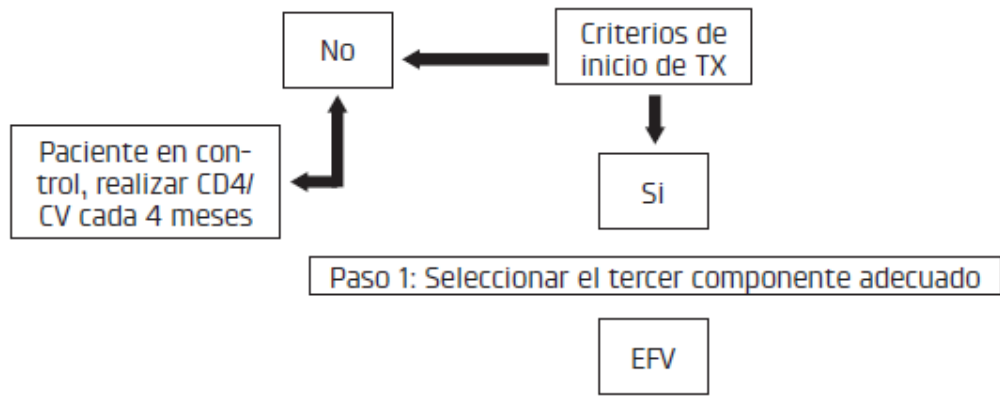 No
Criterios de
inicio de TX
Paciente en con-
trol, realizar CD4/
CV cada 4 meses
Si
Paso 1: Seleccionar el tercer componente adecuado
EFV